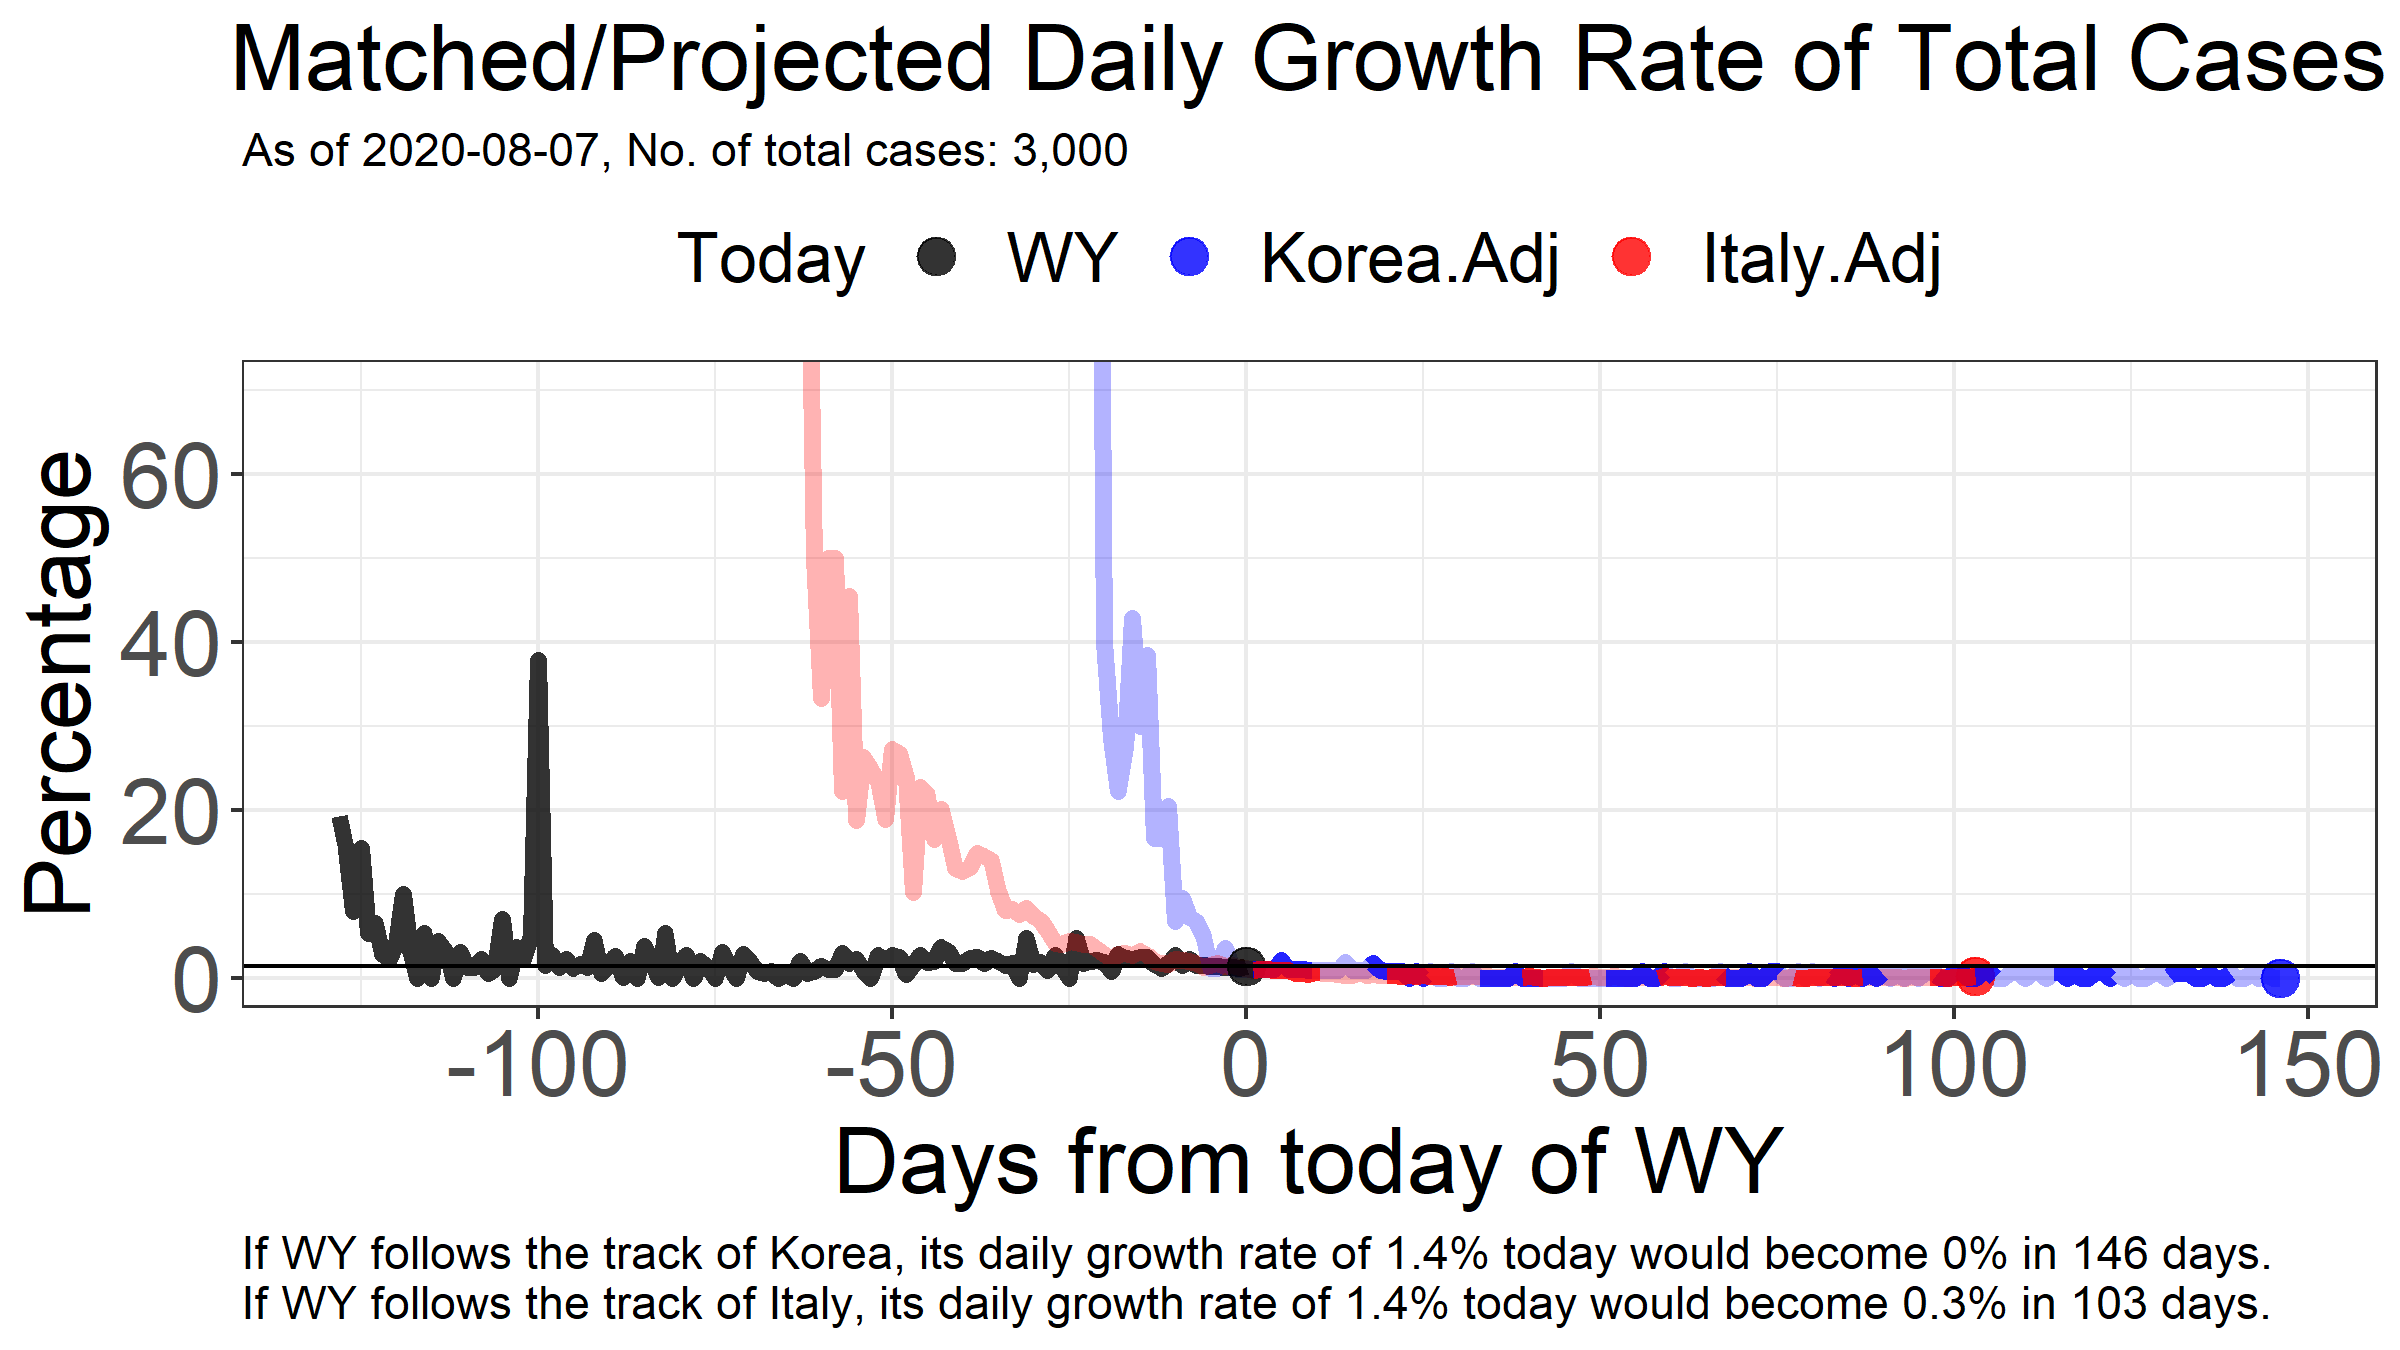 Matched/Projected Daily Growth Rate of Total Cases
As of 2020-08-07, No. of total cases: 3,000
Today WY Korea.Adj Italy.Adj
Percentage
60
40
20
0
-100 -50 0 50 100 150
Days from today of WY
If WY follows the track of Korea, its daily growth rate of 1.4% today would become 0% in 146 days.
If WY follows the track of Italy, its daily growth rate of 1.4% today would become 0.3% in 103 days.